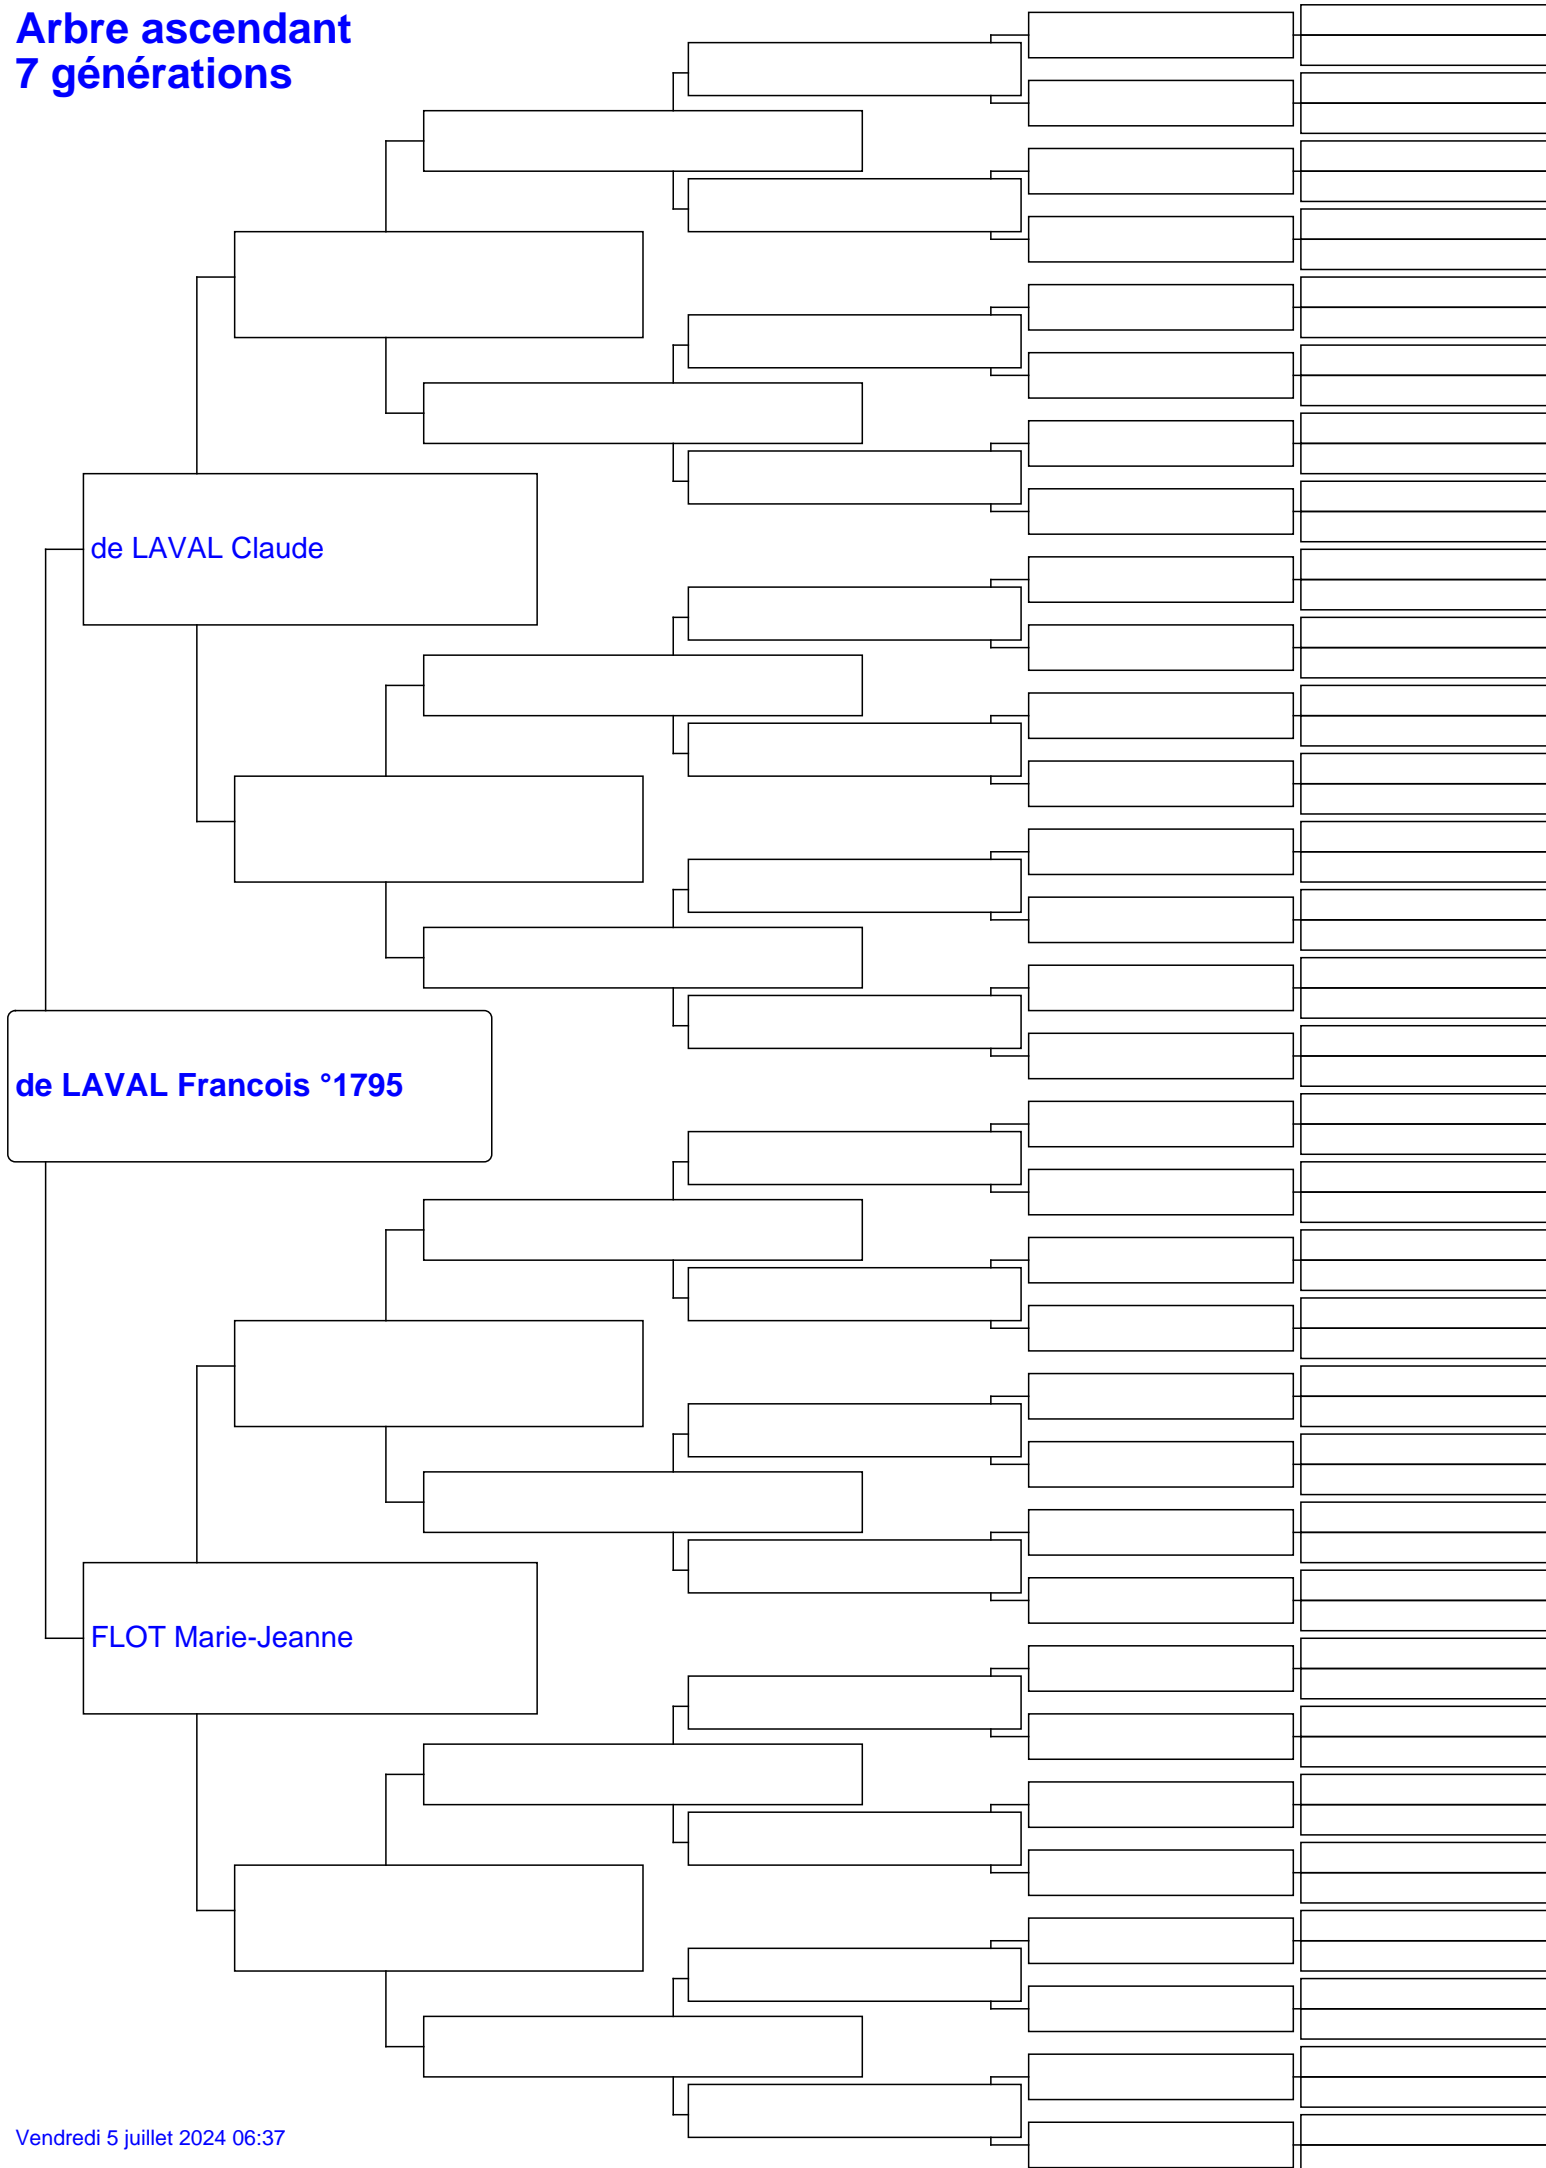 Arbre ascendant
7 générations
de LAVAL Claude
de LAVAL Francois °1795
FLOT Marie-Jeanne
Vendredi 5 juillet 2024 06:37